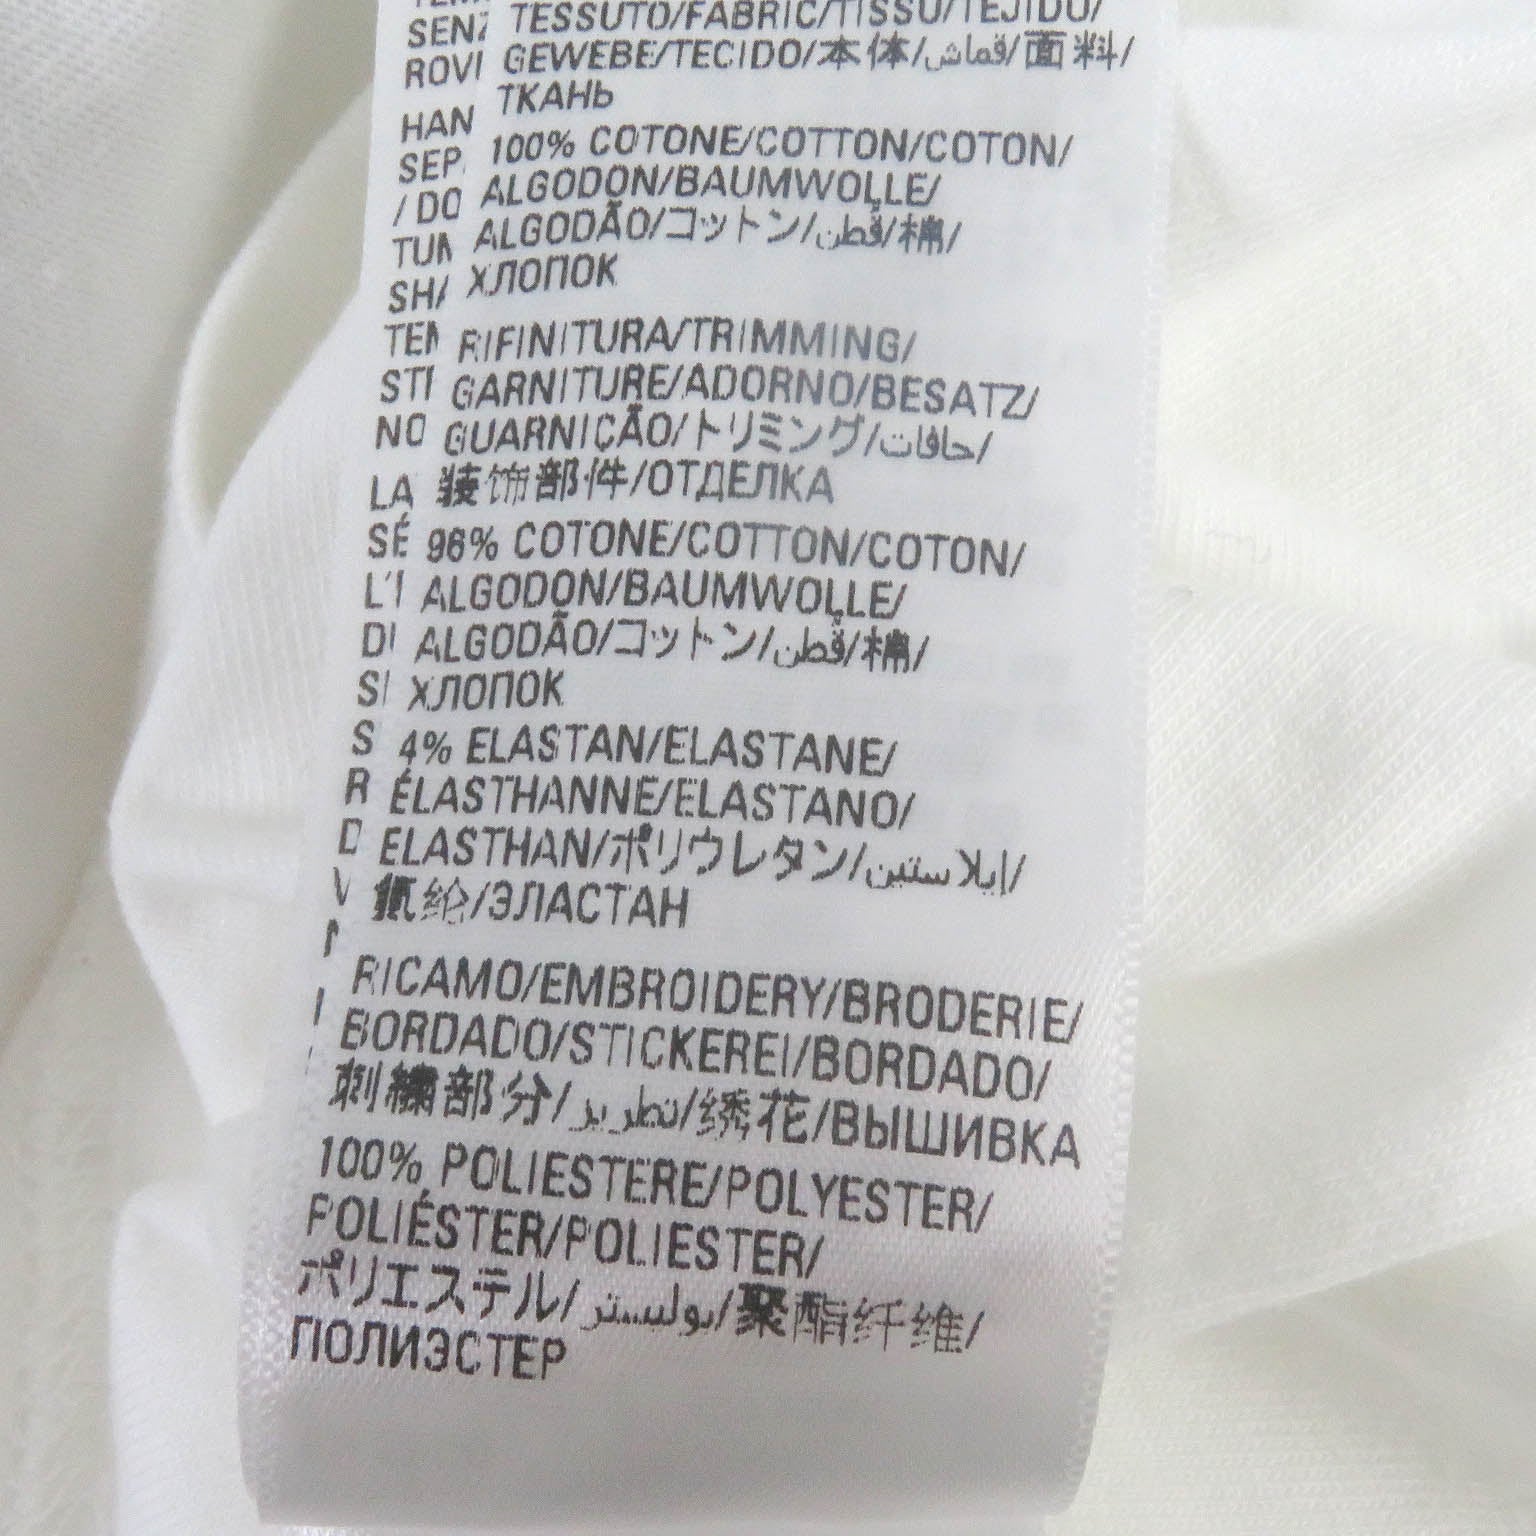 TESSUTO/FABRIC/TISSU/TEJIDO/
GEWEBE/TECIDO/本体/قماش/面料/
ТКАНЬ
100% COTONE/COTTON/COTON/
ALGODON/BAUMWOLLE/
ALGODÃO/コットン/قطن/棉/
ХЛОПОК
RIFINITURA/TRIMMING/
GARNITURE/ADORNO/BESATZ/
GUARNIÇÃO/トリミング/حافات/
装饰部件/ОТДЕЛКА
96% COTONE/COTTON/COTON/
ALGODON/BAUMWOLLE/
ALGODÃO/コットン/قطن/棉/
ХЛОПОК
4% ELASTAN/ELASTANE/
ÉLASTHANNE/ELASTANO/
ELASTHAN/ポリウレタン/إيلاستين/
氨纶/ЭЛАСТАН
RICAMO/EMBROIDERY/BRODERIE/
BORDADO/STICKEREI/BORDADO/
刺繍部分/تطريز/绣花/ВЫШИВКА
100% POLIESTERE/POLYESTER/
POLIÉSTER/POLIESTER/
ポリエステル/بوليستر/聚酯纤维/
ПОЛИЭСТЕР
SENZ
ROVI
HAN
SEP
/ DO
TUM
SHA
TEM
STI
NO
LA
SÉ
L'I
DI
SI
S
R
D
V